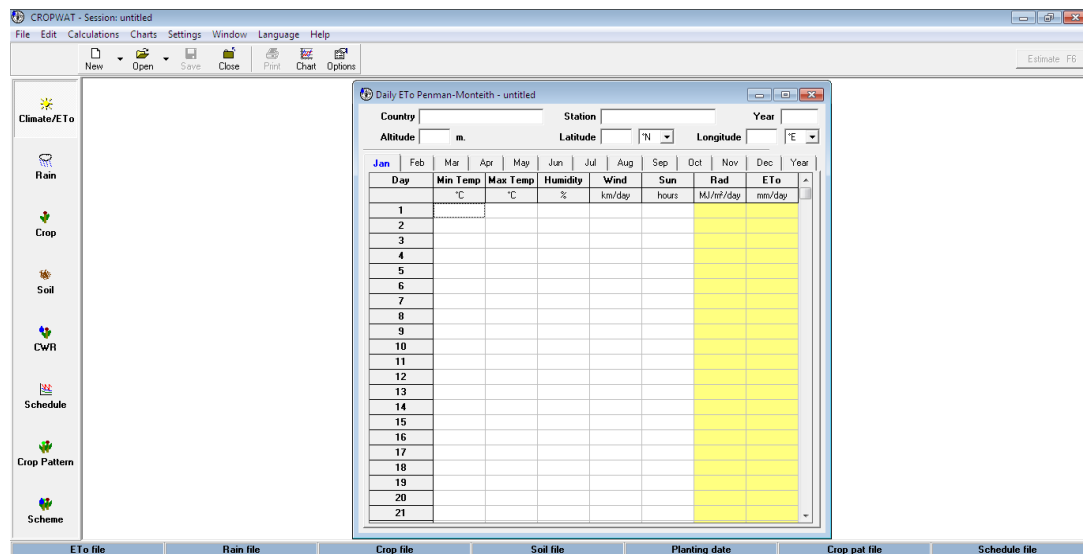 CROPWAT - Session: untitled
File Edit Calculations Charts Settings Window Language Help
New Open Save Close Print Chart Options
Estimate F6
Climate/ETo
Rain
Crop
Soil
CWR
Schedule
Crop Pattern
Scheme
Daily ETo Penman-Monteith - untitled
Country Station Year
Altitude m. Latitude °N Longitude °E
Jan Feb Mar Apr May Jun Jul Aug Sep Oct Nov Dec Year
Day Min Temp Max Temp Humidity Wind Sun Rad ETo
°C °C % km/day hours MJ/m²/day mm/day
1
2
3
4
5
6
7
8
9
10
11
12
13
14
15
16
17
18
19
20
21
ETo file Rain file Crop file Soil file Planting date Crop pat file Schedule file